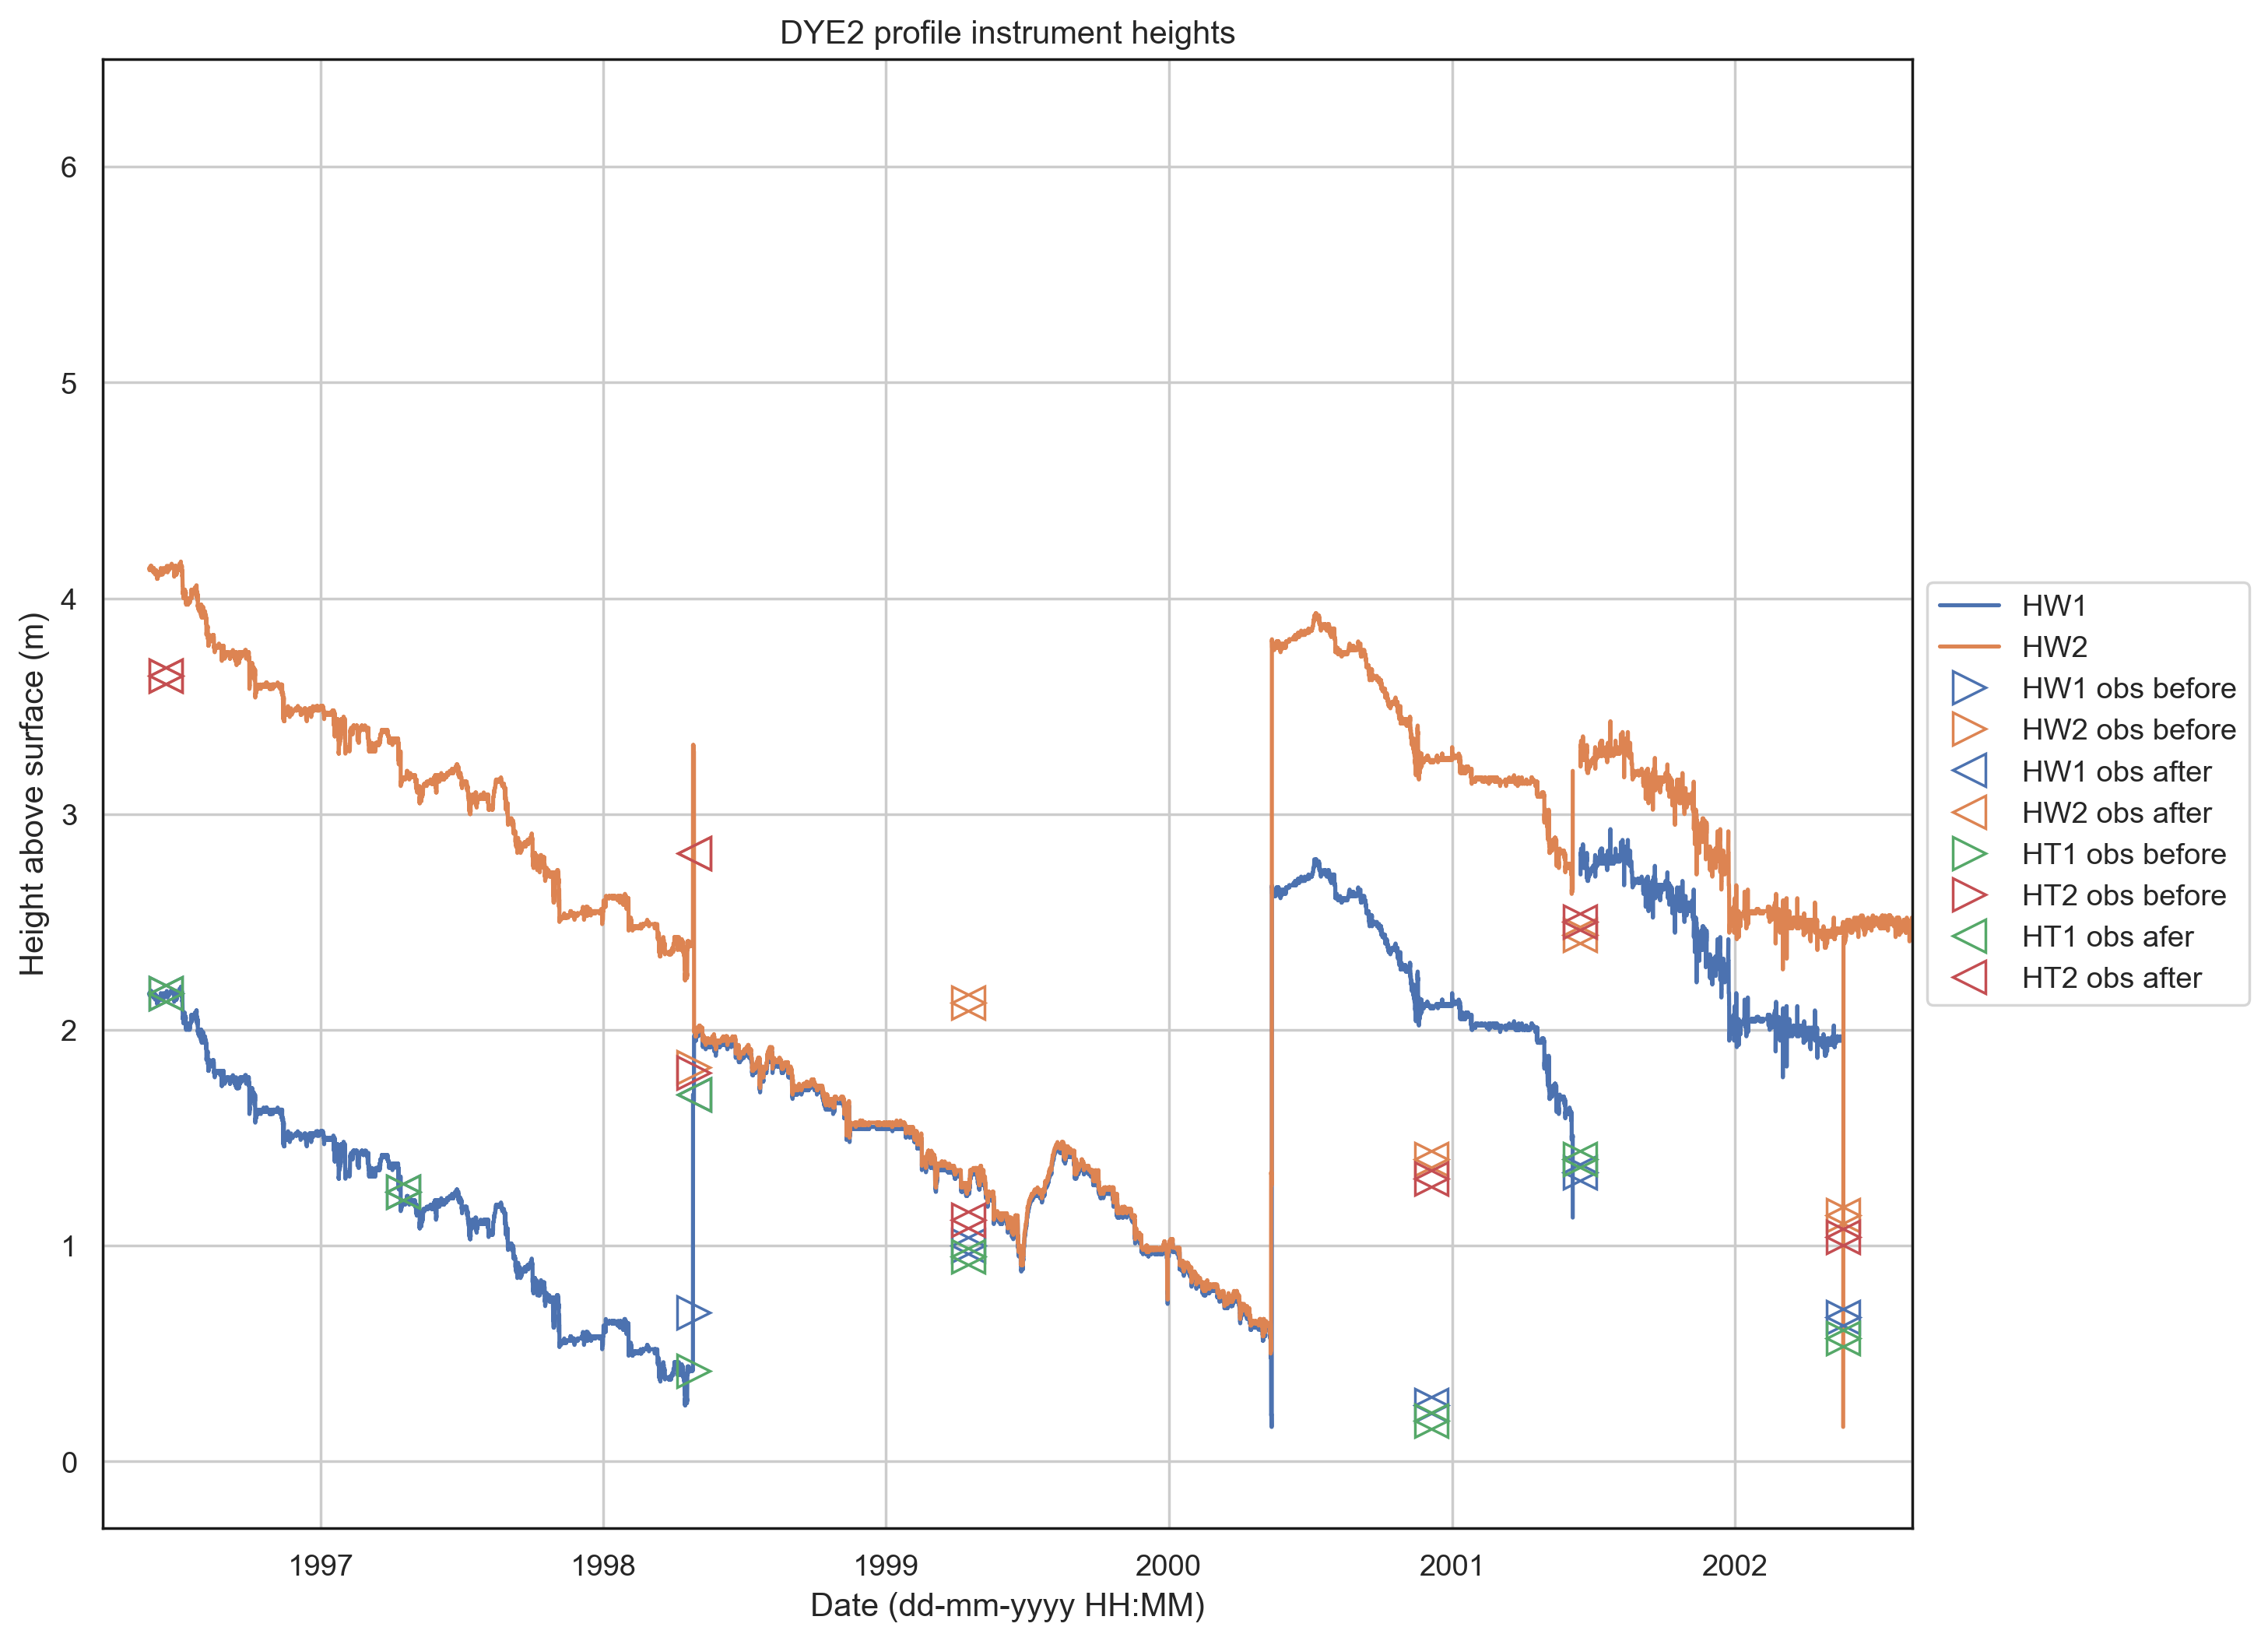 DYE2 profile instrument heights
Height above surface (m)
6
5
4
3
2
1
0
1997
1998
1999
2000
2001
2002
Date (dd-mm-yyyy HH:MM)
HW1
HW2
HW1 obs before
HW2 obs before
HW1 obs after
HW2 obs after
HT1 obs before
HT2 obs before
HT1 obs afer
HT2 obs after